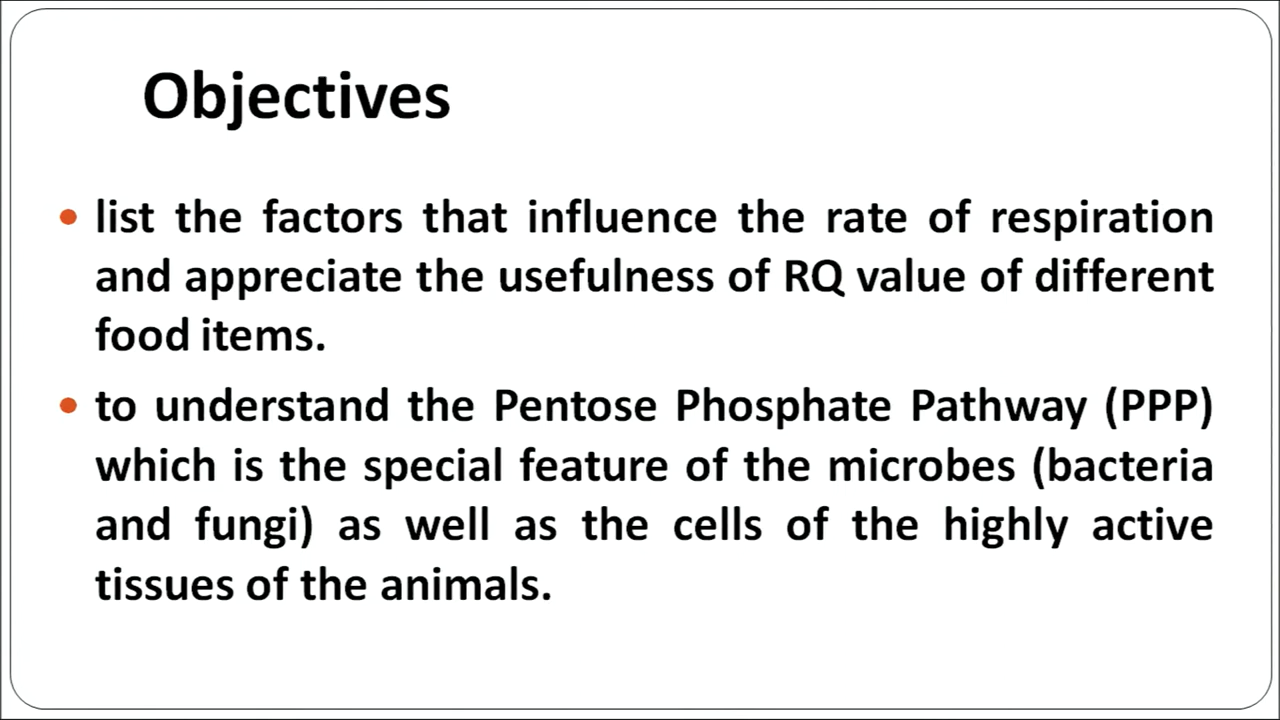 Objectives
• list the factors that influence the rate of respiration
and appreciate the usefulness of RQ value of different
food items.
• to understand the Pentose Phosphate Pathway (PPP)
which is the special feature of the microbes (bacteria
and fungi) as well as the cells of the highly active
tissues of the animals.